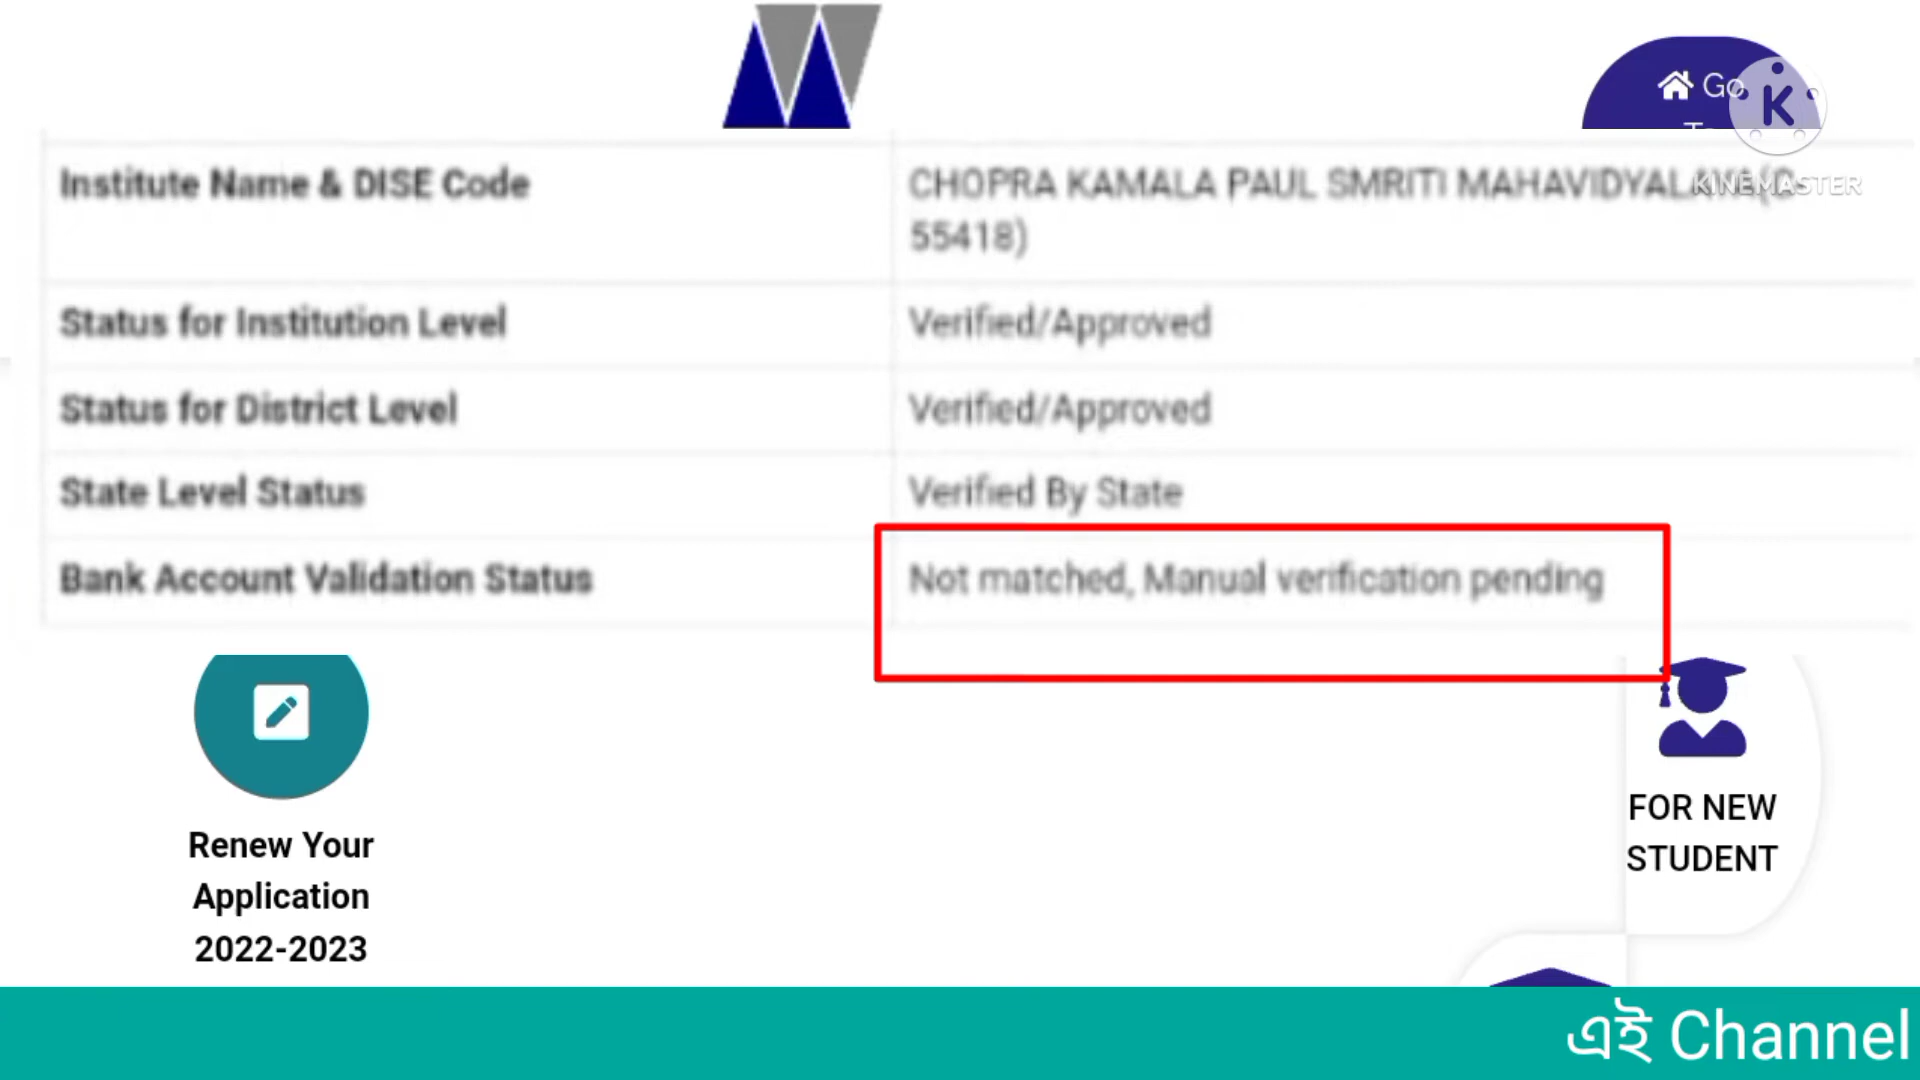 Go
To
K
KINEMASTER
Institute Name & DISE Code
CHOPRA KAMALA PAUL SMRITI MAHAVIDYALAYA(C-
55418)
Status for Institution Level
Verified/Approved
Status for District Level
Verified/Approved
State Level Status
Verified By State
Bank Account Validation Status
Not matched, Manual verification pending
Renew Your
Application
2022-2023
FOR NEW
STUDENT
এই Channel